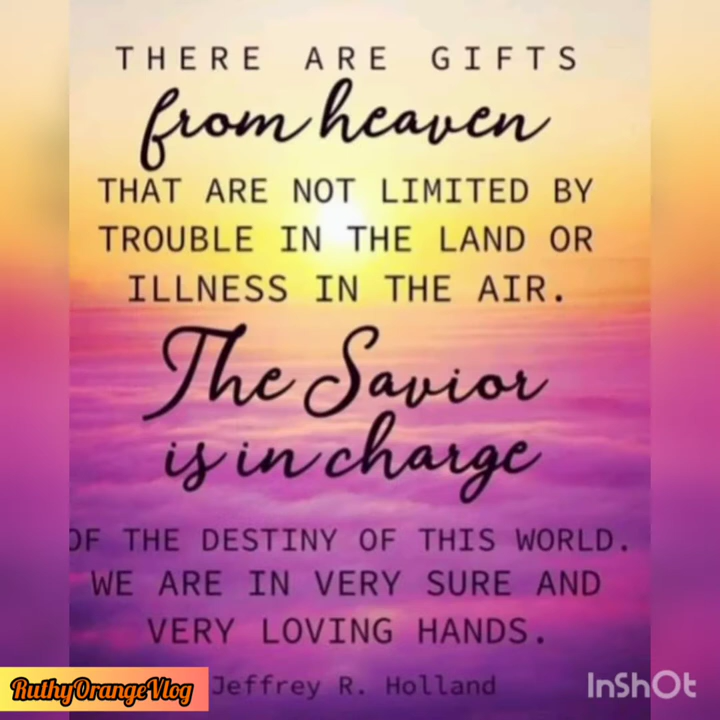 THERE ARE GIFTS
from heaven
THAT ARE NOT LIMITED BY
TROUBLE IN THE LAND OR
ILLNESS IN THE AIR.
The Savior
is in charge
OF THE DESTINY OF THIS WORLD.
WE ARE IN VERY SURE AND
VERY LOVING HANDS.
Jeffrey R. Holland
RuthyOrangeVlog
InShOt